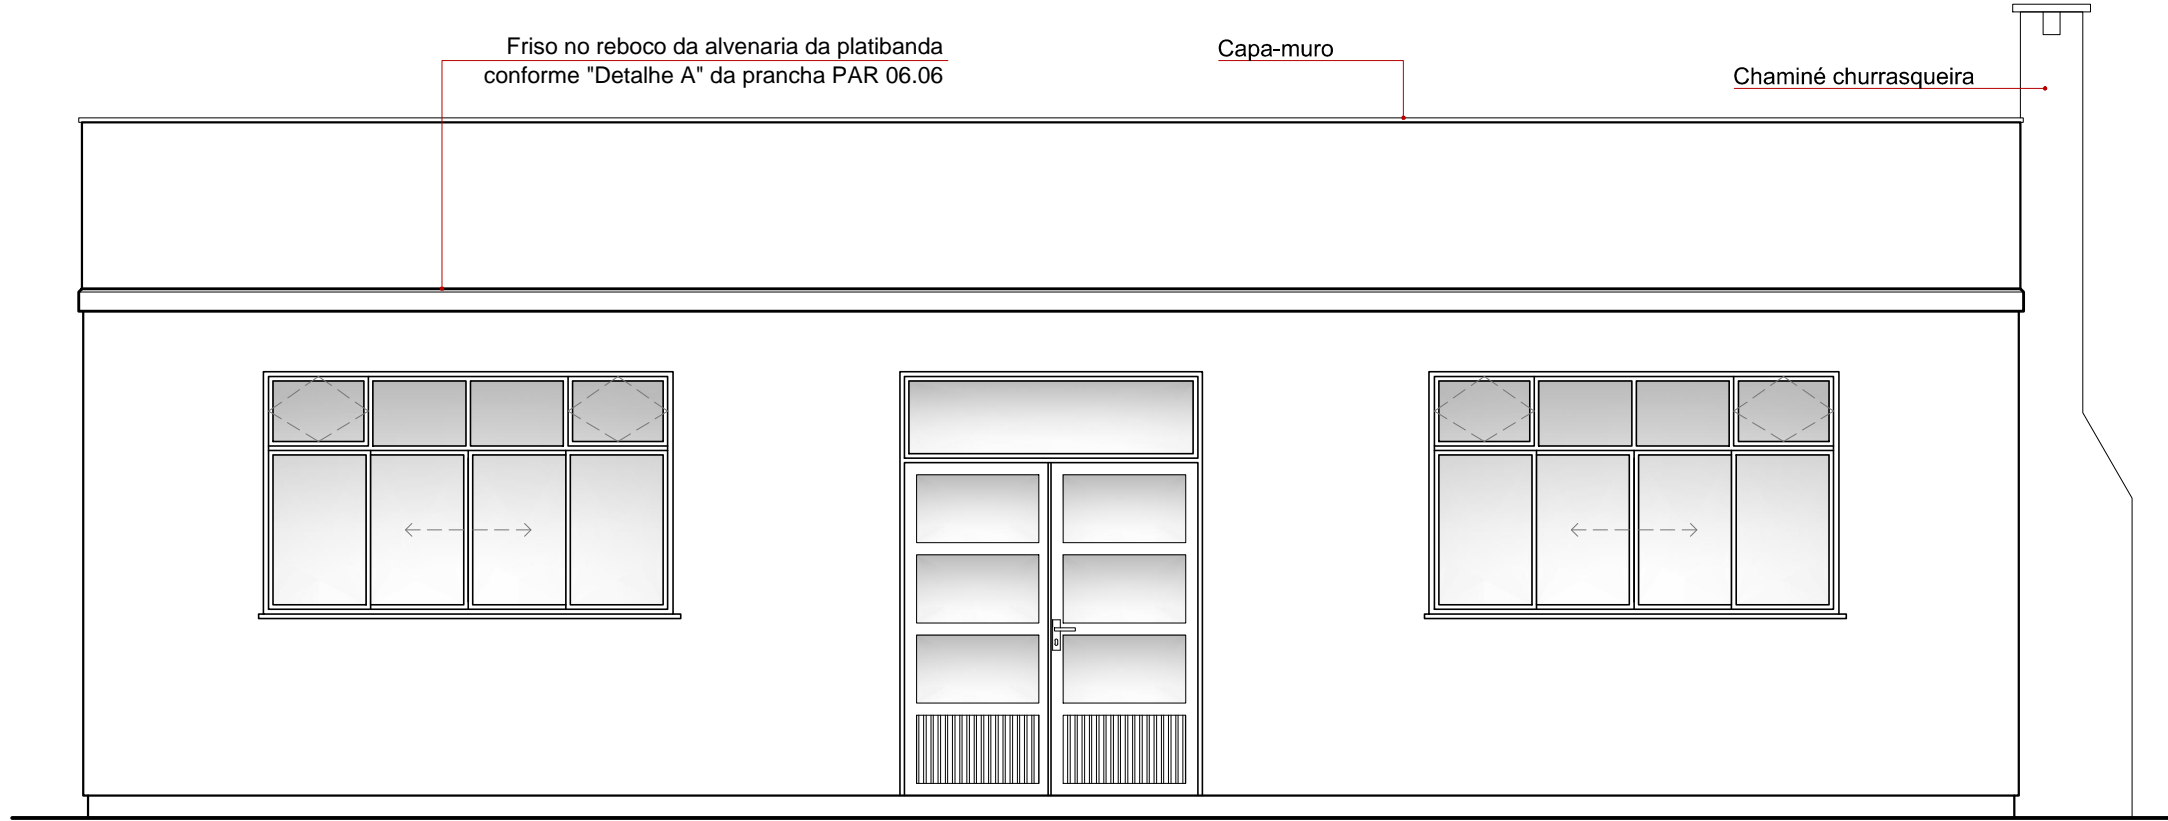 Friso no reboco da alvenaria da platibanda
conforme "Detalhe A" da prancha PAR 06.06
Capa-muro
Chaminé churrasqueira